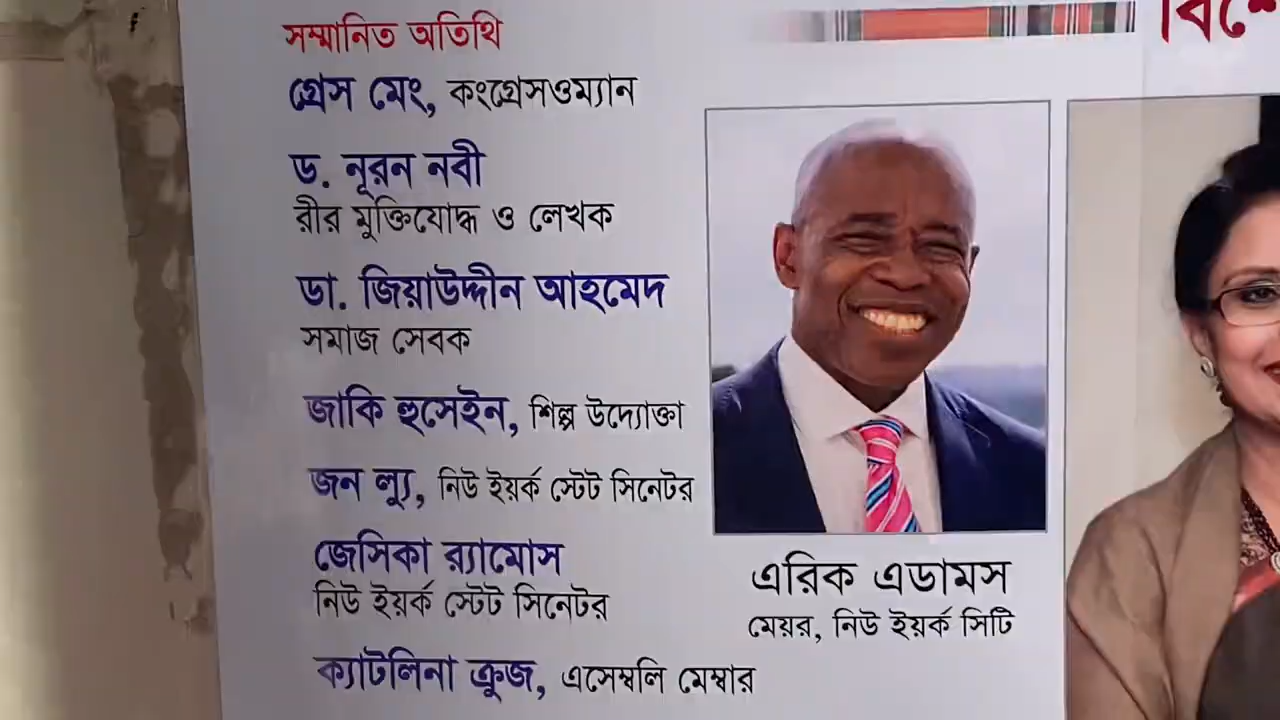 সম্মানিত অতিথি
গ্রেস মেং, কংগ্রেসওম্যান
ড. নূরন নবী
রীর মুক্তিযোদ্ধ ও লেখক
ডা. জিয়াউদ্দীন আহমেদ
সমাজ সেবক
জাকি হুসেইন, শিল্প উদ্যোক্তা
জন ল্যু, নিউ ইয়র্ক স্টেট সিনেটর
জেসিকা র‍্যামোস
নিউ ইয়র্ক স্টেট সিনেটর
ক্যাটলিনা ক্রুজ, এসেম্বলি মেম্বার
এরিক এডামস
মেয়র, নিউ ইয়র্ক সিটি